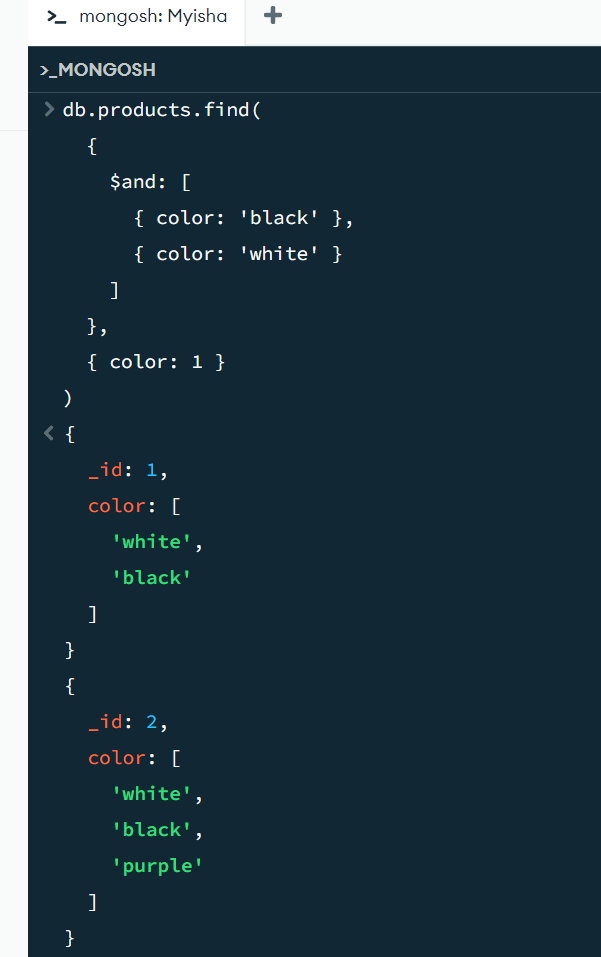 >_ mongosh: Myisha +
>_MONGOSH
> db.products.find(
{
$and: [
{ color: 'black' },
{ color: 'white' }
]
},
{ color: 1 }
)
< {
_id: 1,
color: [
'white',
'black'
]
}
{
_id: 2,
color: [
'white',
'black',
'purple'
]
}